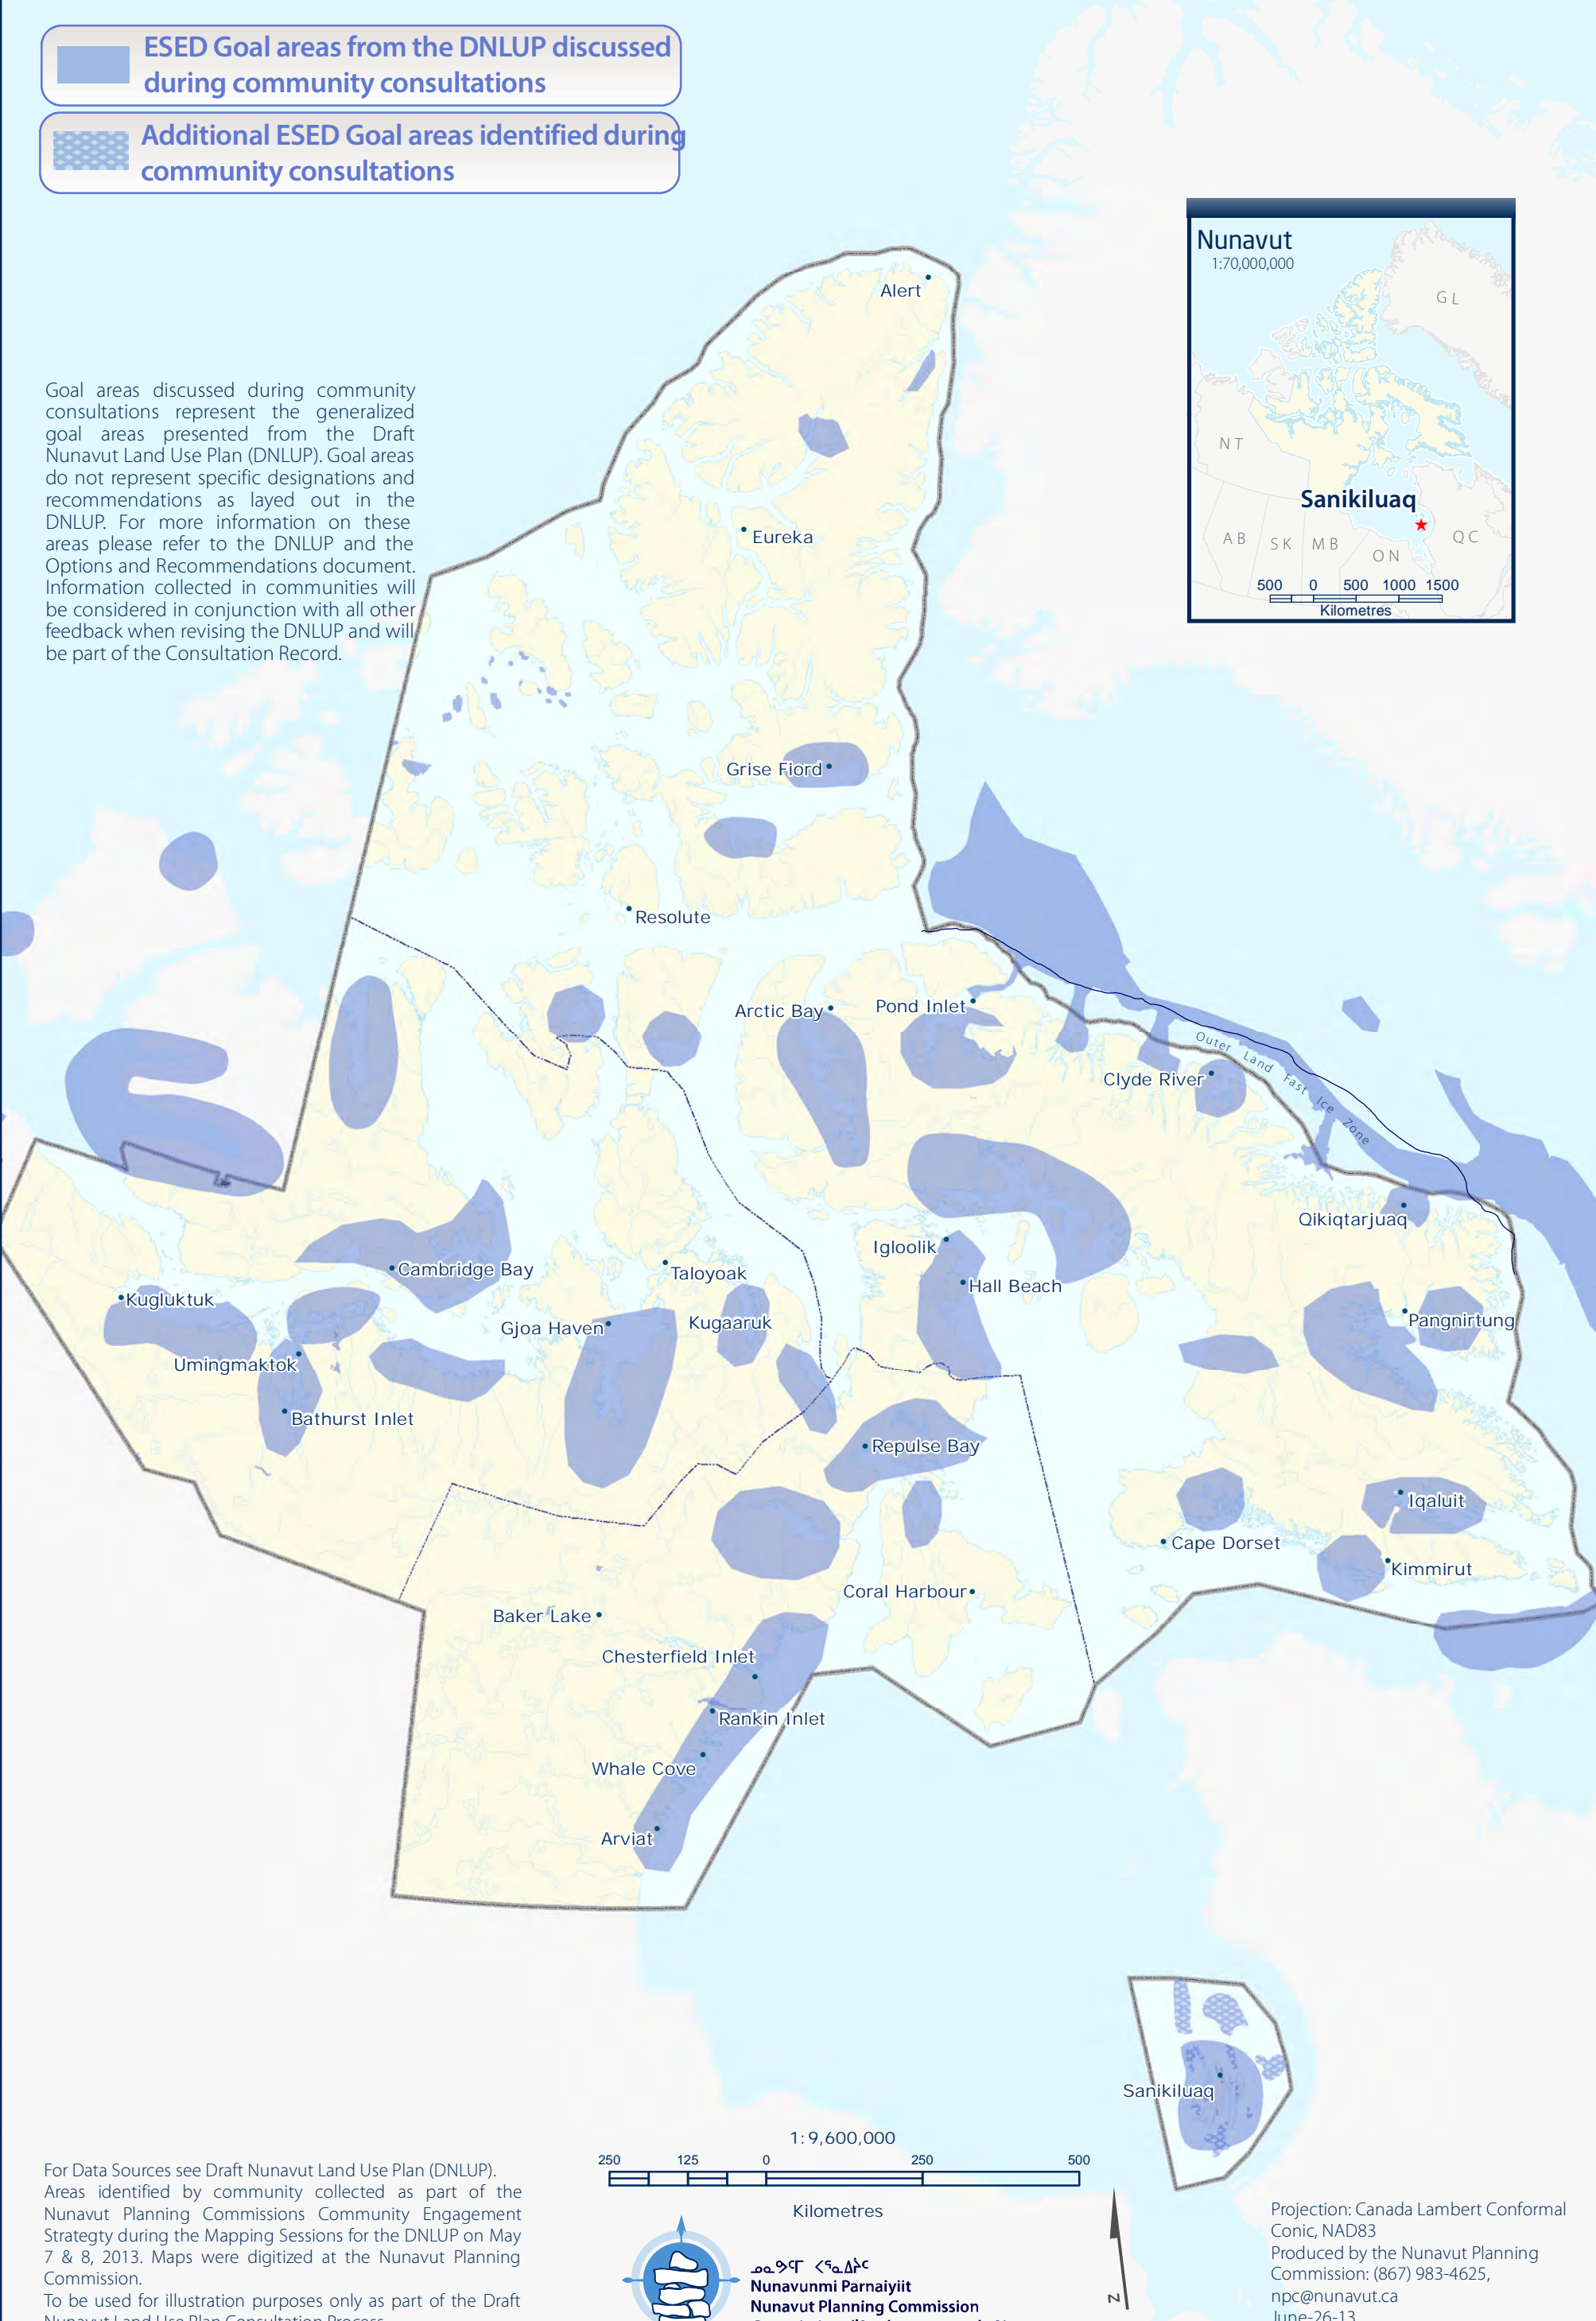 ESED Goal areas from the DNLUP discussed
during community consultations
Additional ESED Goal areas identified during
community consultations
Nunavut
1:70,000,000
GL
NT
Sanikiluaq
AB
SK
MB
ON
QC
500 0 500 1000 1500
Kilometres
Goal areas discussed during community
consultations represent the generalized
goal areas presented from the Draft
Nunavut Land Use Plan (DNLUP). Goal areas
do not represent specific designations and
recommendations as layed out in the
DNLUP. For more information on these
areas please refer to the DNLUP and the
Options and Recommendations document.
Information collected in communities will
be considered in conjunction with all other
feedback when revising the DNLUP and will
be part of the Consultation Record.
Alert
Eureka
Grise Fiord
Resolute
Arctic Bay
Pond Inlet
Outer Land Fast Ice Zone
Clyde River
Qikiqtarjuaq
Igloolik
Hall Beach
Cambridge Bay
Taloyoak
Kugluktuk
Gjoa Haven
Kugaaruk
Pangnirtung
Umingmaktok
Bathurst Inlet
Repulse Bay
Iqaluit
Cape Dorset
Kimmirut
Coral Harbour
Baker Lake
Chesterfield Inlet
Rankin Inlet
Whale Cove
Arviat
Sanikiluaq
1:9,600,000
250 125 0 250 500
Kilometres
For Data Sources see Draft Nunavut Land Use Plan (DNLUP).
Areas identified by community collected as part of the
Nunavut Planning Commissions Community Engagement
Strategty during the Mapping Sessions for the DNLUP on May
7 & 8, 2013. Maps were digitized at the Nunavut Planning
Commission.
To be used for illustration purposes only as part of the Draft
Nunavut Land Use Plan Consultation Process
ᓄᓇᕗᒻᒥ ᐸᕐᓇᐃᔨᑦ
Nunavunmi Parnaiyiit
Nunavut Planning Commission
N
Projection: Canada Lambert Conformal
Conic, NAD83
Produced by the Nunavut Planning
Commission: (867) 983-4625,
npc@nunavut.ca
June-26-13